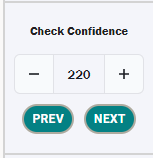 Check Confidence
− 220 +
PREV NEXT